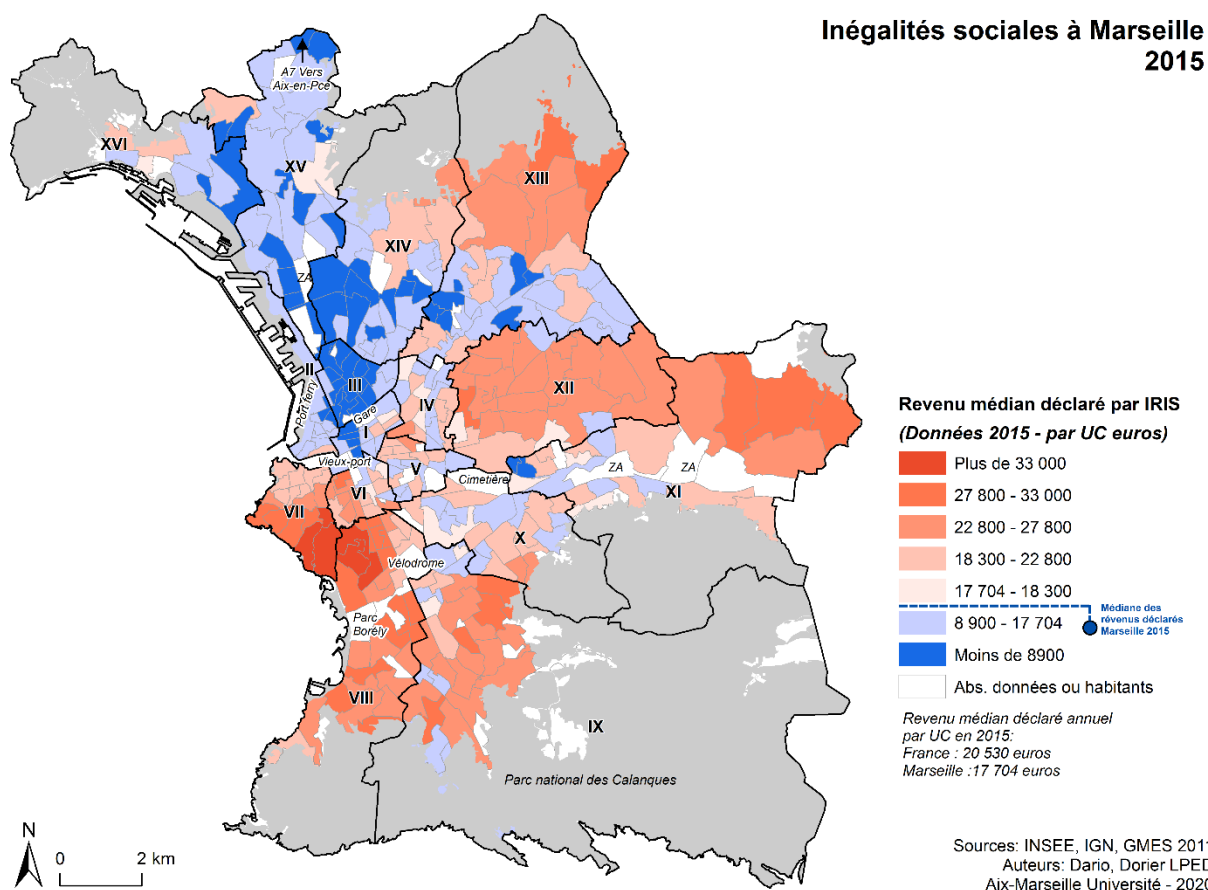 Inégalités sociales à Marseille
2015
A7 Vers
Aix-en-Pce
XVI
XV
XIII
XIV
ZA
II
III
Port ferry
Gare
I
IV
XII
Vieux-port
V
Cimetière
ZA
ZA
XI
VI
VII
X
Vélodrome
Parc
Borély
VIII
IX
Parc national des Calanques
Revenu médian déclaré par IRIS
(Données 2015 - par UC euros)
Plus de 33 000
27 800 - 33 000
22 800 - 27 800
18 300 - 22 800
17 704 - 18 300
Médiane des
révenus déclarés
Marseille 2015
8 900 - 17 704
Moins de 8900
Abs. données ou habitants
Revenu médian déclaré annuel
par UC en 2015:
France : 20 530 euros
Marseille :17 704 euros
N
0 2 km
Sources: INSEE, IGN, GMES 2011
Auteurs: Dario, Dorier LPED
Aix-Marseille Université - 2020